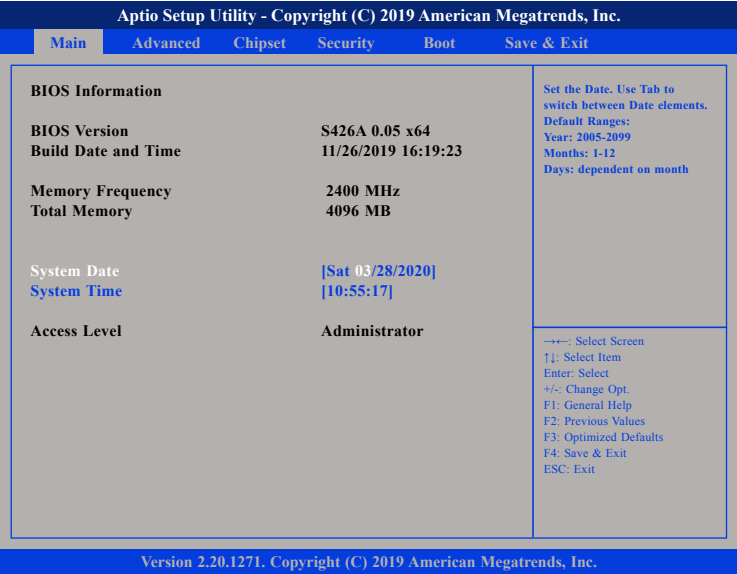 Aptio Setup Utility - Copyright (C) 2019 American Megatrends, Inc.
Main Advanced Chipset Security Boot Save & Exit
BIOS Information
BIOS Version S426A 0.05 x64
Build Date and Time 11/26/2019 16:19:23
Memory Frequency 2400 MHz
Total Memory 4096 MB
System Date [Sat 03/28/2020]
System Time [10:55:17]
Access Level Administrator
Set the Date. Use Tab to
switch between Date elements.
Default Ranges:
Year: 2005-2099
Months: 1-12
Days: dependent on month
→←: Select Screen
↑↓: Select Item
Enter: Select
+/-: Change Opt.
F1: General Help
F2: Previous Values
F3: Optimized Defaults
F4: Save & Exit
ESC: Exit
Version 2.20.1271. Copyright (C) 2019 American Megatrends, Inc.